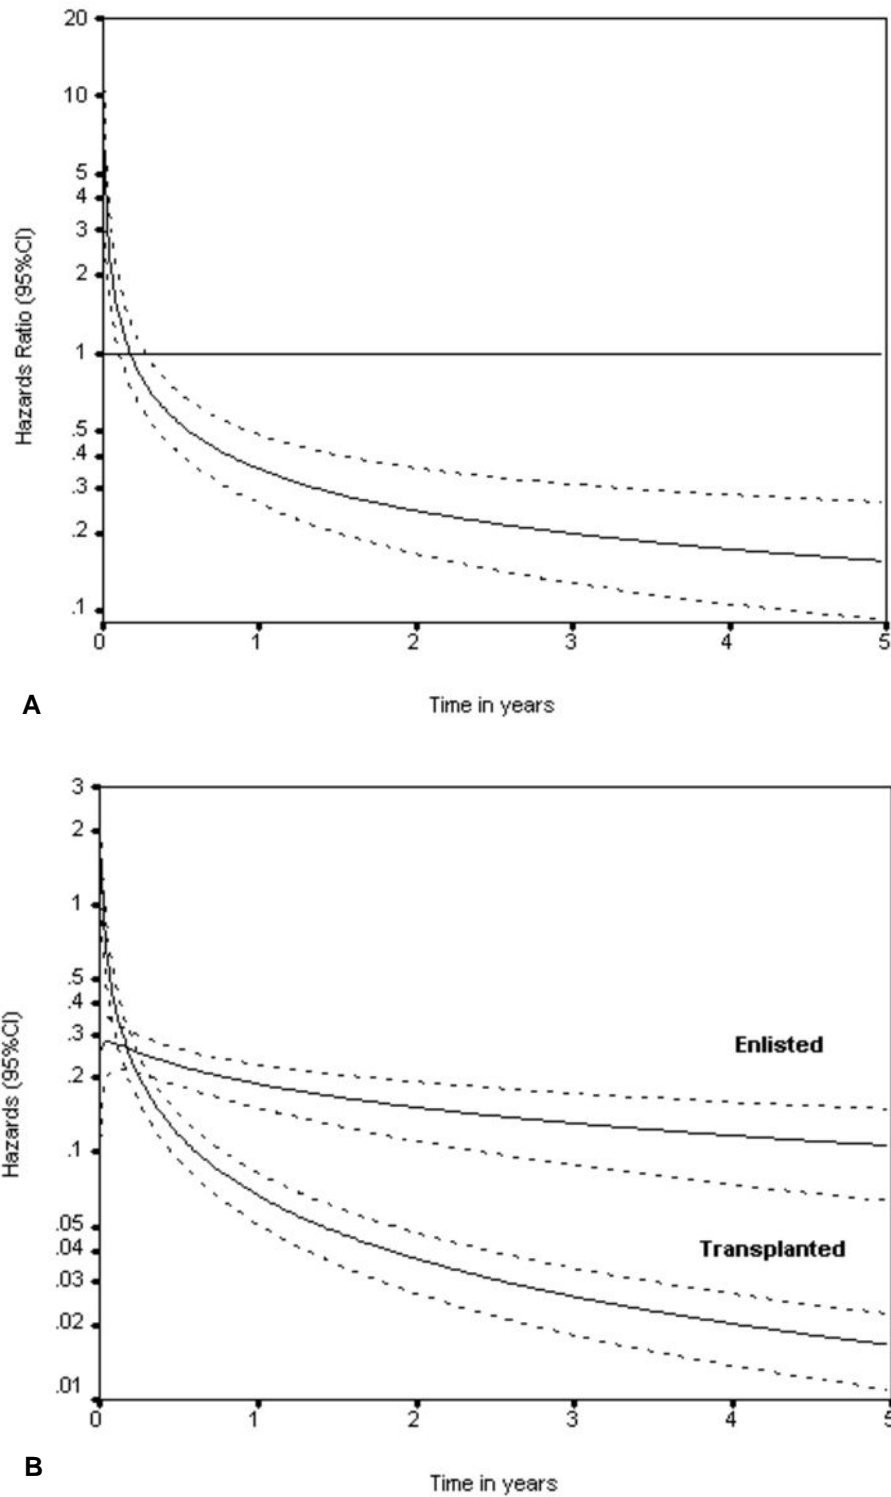 20
10
5
4
3
2
1
.5
.4
.3
.2
.1
Hazards Ratio (95%CI)
0 1 2 3 4 5
Time in years
A
3
2
1
.5
.4
.3
.2
.1
.05
.04
.03
.02
.01
Hazards (95%CI)
Enlisted
Transplanted
0 1 2 3 4 5
Time in years
B